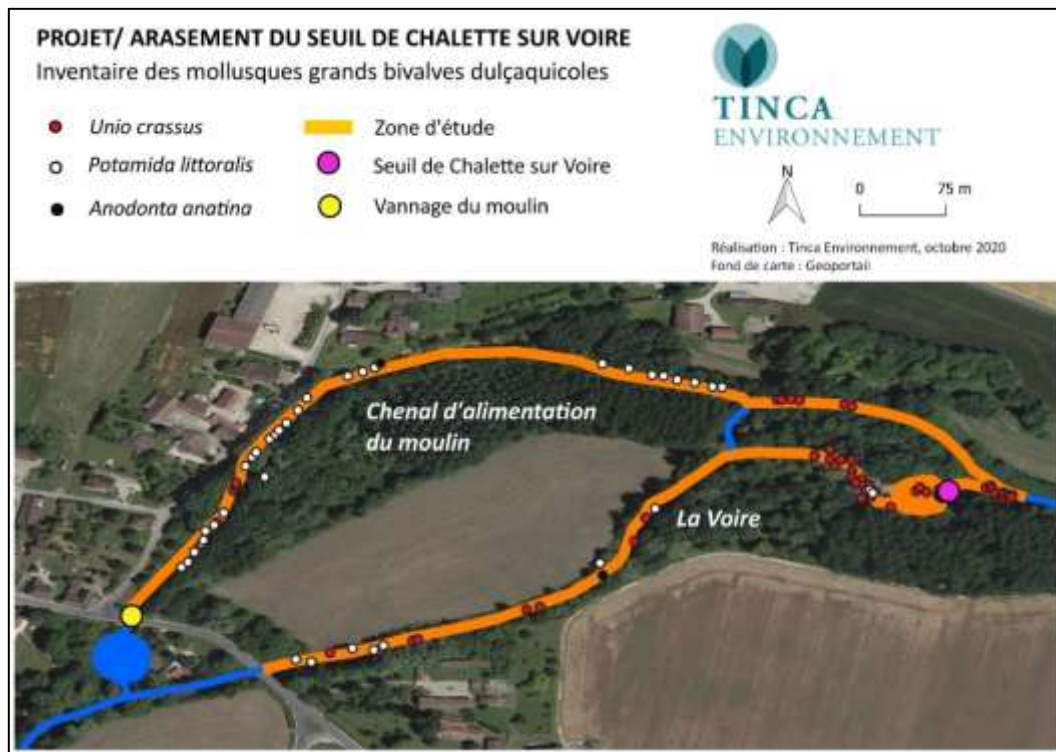 PROJET/ ARASEMENT DU SEUIL DE CHALETTE SUR VOIRE
Inventaire des mollusques grands bivalves dulçaquicoles
Unio crassus
Potamida littoralis
Anodonta anatina
Zone d'étude
Seuil de Chalette sur Voire
Vannage du moulin
TINCA
ENVIRONNEMENT
N
0 75 m
Réalisation : Tinca Environnement, octobre 2020
Fond de carte : Geoportail
Chenal d'alimentation
du moulin
La Voire